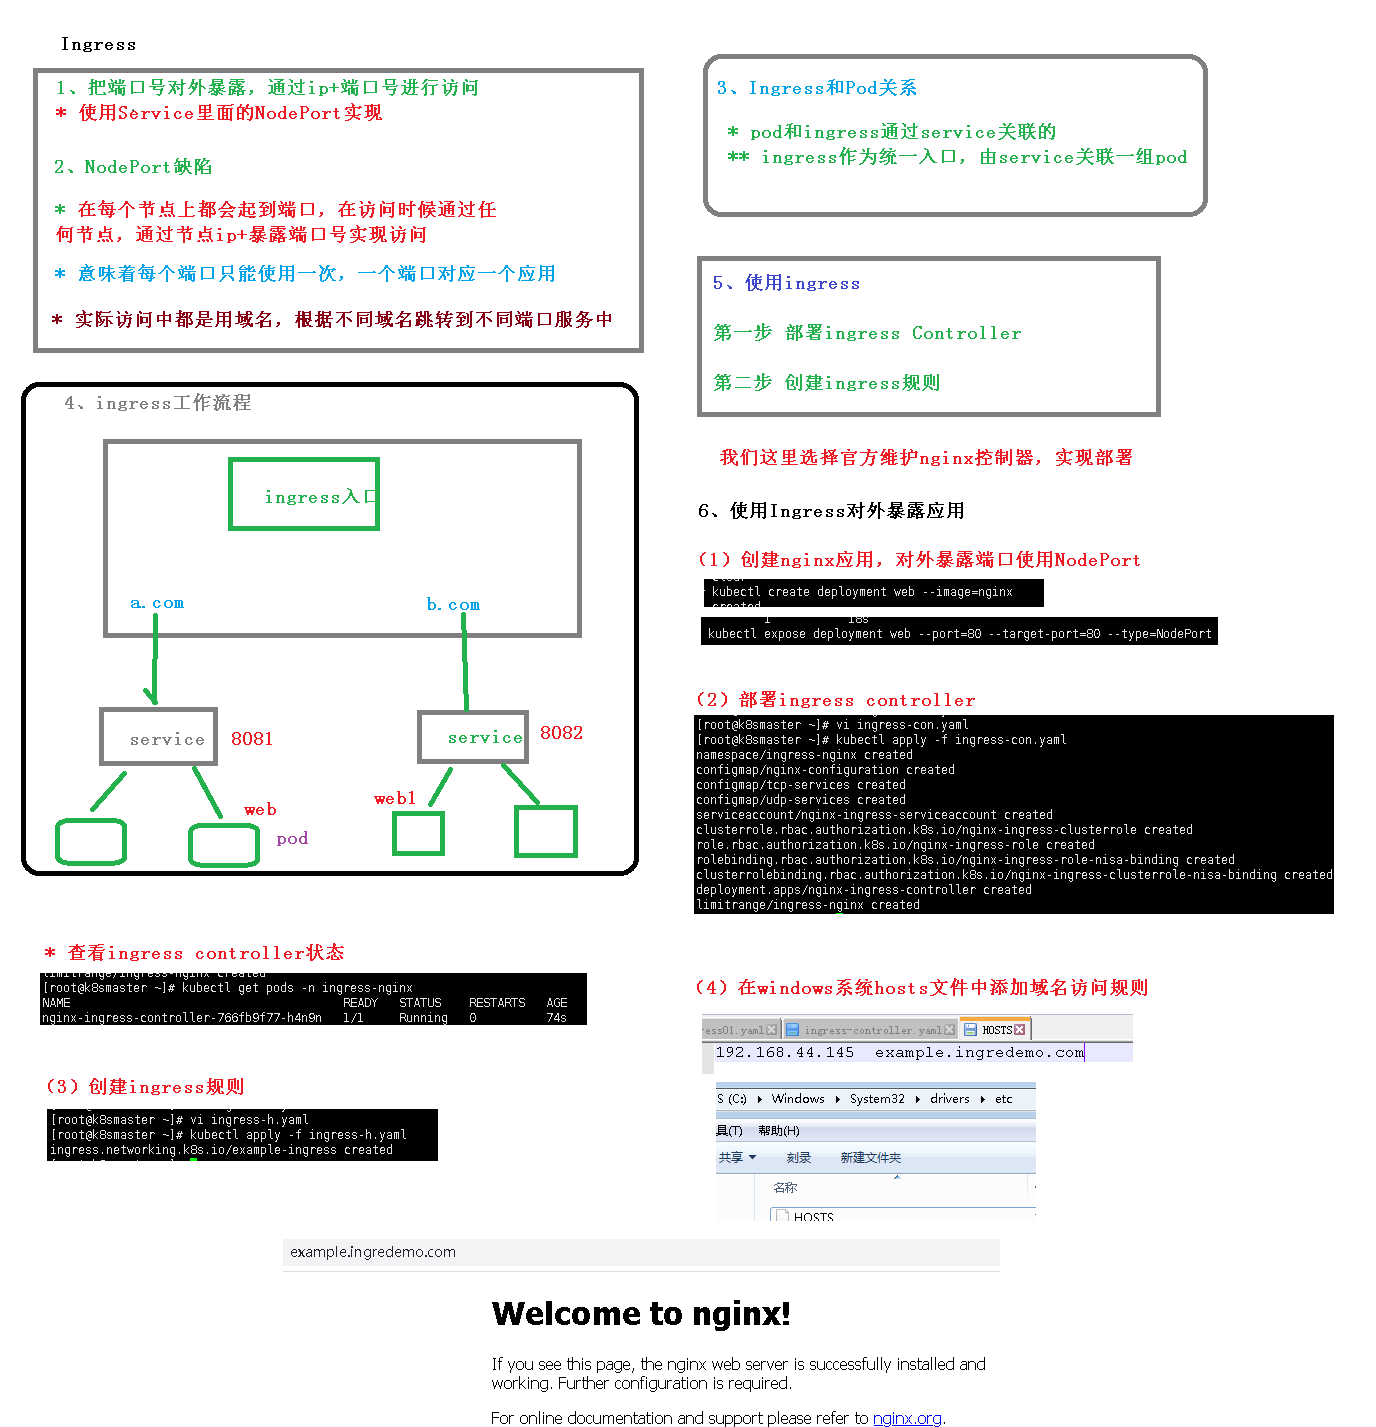 Ingress
1、把端口号对外暴露，通过ip+端口号进行访问
* 使用Service里面的NodePort实现
2、NodePort缺陷
* 在每个节点上都会起到端口，在访问时候通过任
何节点，通过节点ip+暴露端口号实现访问
* 意味着每个端口只能使用一次，一个端口对应一个应用
* 实际访问中都是用域名，根据不同域名跳转到不同端口服务中
3、Ingress和Pod关系
* pod和ingress通过service关联的
** ingress作为统一入口，由service关联一组pod
4、ingress工作流程
ingress入口
a.com
b.com
service
8081
service
8082
web
pod
web1
5、使用ingress
第一步 部署ingress Controller
第二步 创建ingress规则
我们这里选择官方维护nginx控制器，实现部署
6、使用Ingress对外暴露应用
（1）创建nginx应用，对外暴露端口使用NodePort
kubectl create deployment web --image=nginx
created
1 18s
kubectl expose deployment web --port=80 --target-port=80 --type=NodePort
（2）部署ingress controller
[root@k8smaster ~]# vi ingress-con.yaml
[root@k8smaster ~]# kubectl apply -f ingress-con.yaml
namespace/ingress-nginx created
configmap/nginx-configuration created
configmap/tcp-services created
configmap/udp-services created
serviceaccount/nginx-ingress-serviceaccount created
clusterrole.rbac.authorization.k8s.io/nginx-ingress-clusterrole created
role.rbac.authorization.k8s.io/nginx-ingress-role created
rolebinding.rbac.authorization.k8s.io/nginx-ingress-role-nisa-binding created
clusterrolebinding.rbac.authorization.k8s.io/nginx-ingress-clusterrole-nisa-binding created
deployment.apps/nginx-ingress-controller created
limitrange/ingress-nginx created
* 查看ingress controller状态
limitrange/ingress-nginx created
[root@k8smaster ~]# kubectl get pods -n ingress-nginx
NAME READY STATUS RESTARTS AGE
nginx-ingress-controller-766fb9f77-h4n9n 1/1 Running 0 74s
（3）创建ingress规则
[root@k8smaster ~]# vi ingress-h.yaml
[root@k8smaster ~]# kubectl apply -f ingress-h.yaml
ingress.networking.k8s.io/example-ingress created
（4）在windows系统hosts文件中添加域名访问规则
ress01.yaml ingress-controller.yaml HOSTS
192.168.44.145 example.ingredemo.com
S (C:) Windows System32 drivers etc
具(T) 帮助(H)
共享 刻录 新建文件夹
名称
HOSTS
example.ingredemo.com
Welcome to nginx!
If you see this page, the nginx web server is successfully installed and
working. Further configuration is required.
For online documentation and support please refer to nginx.org.